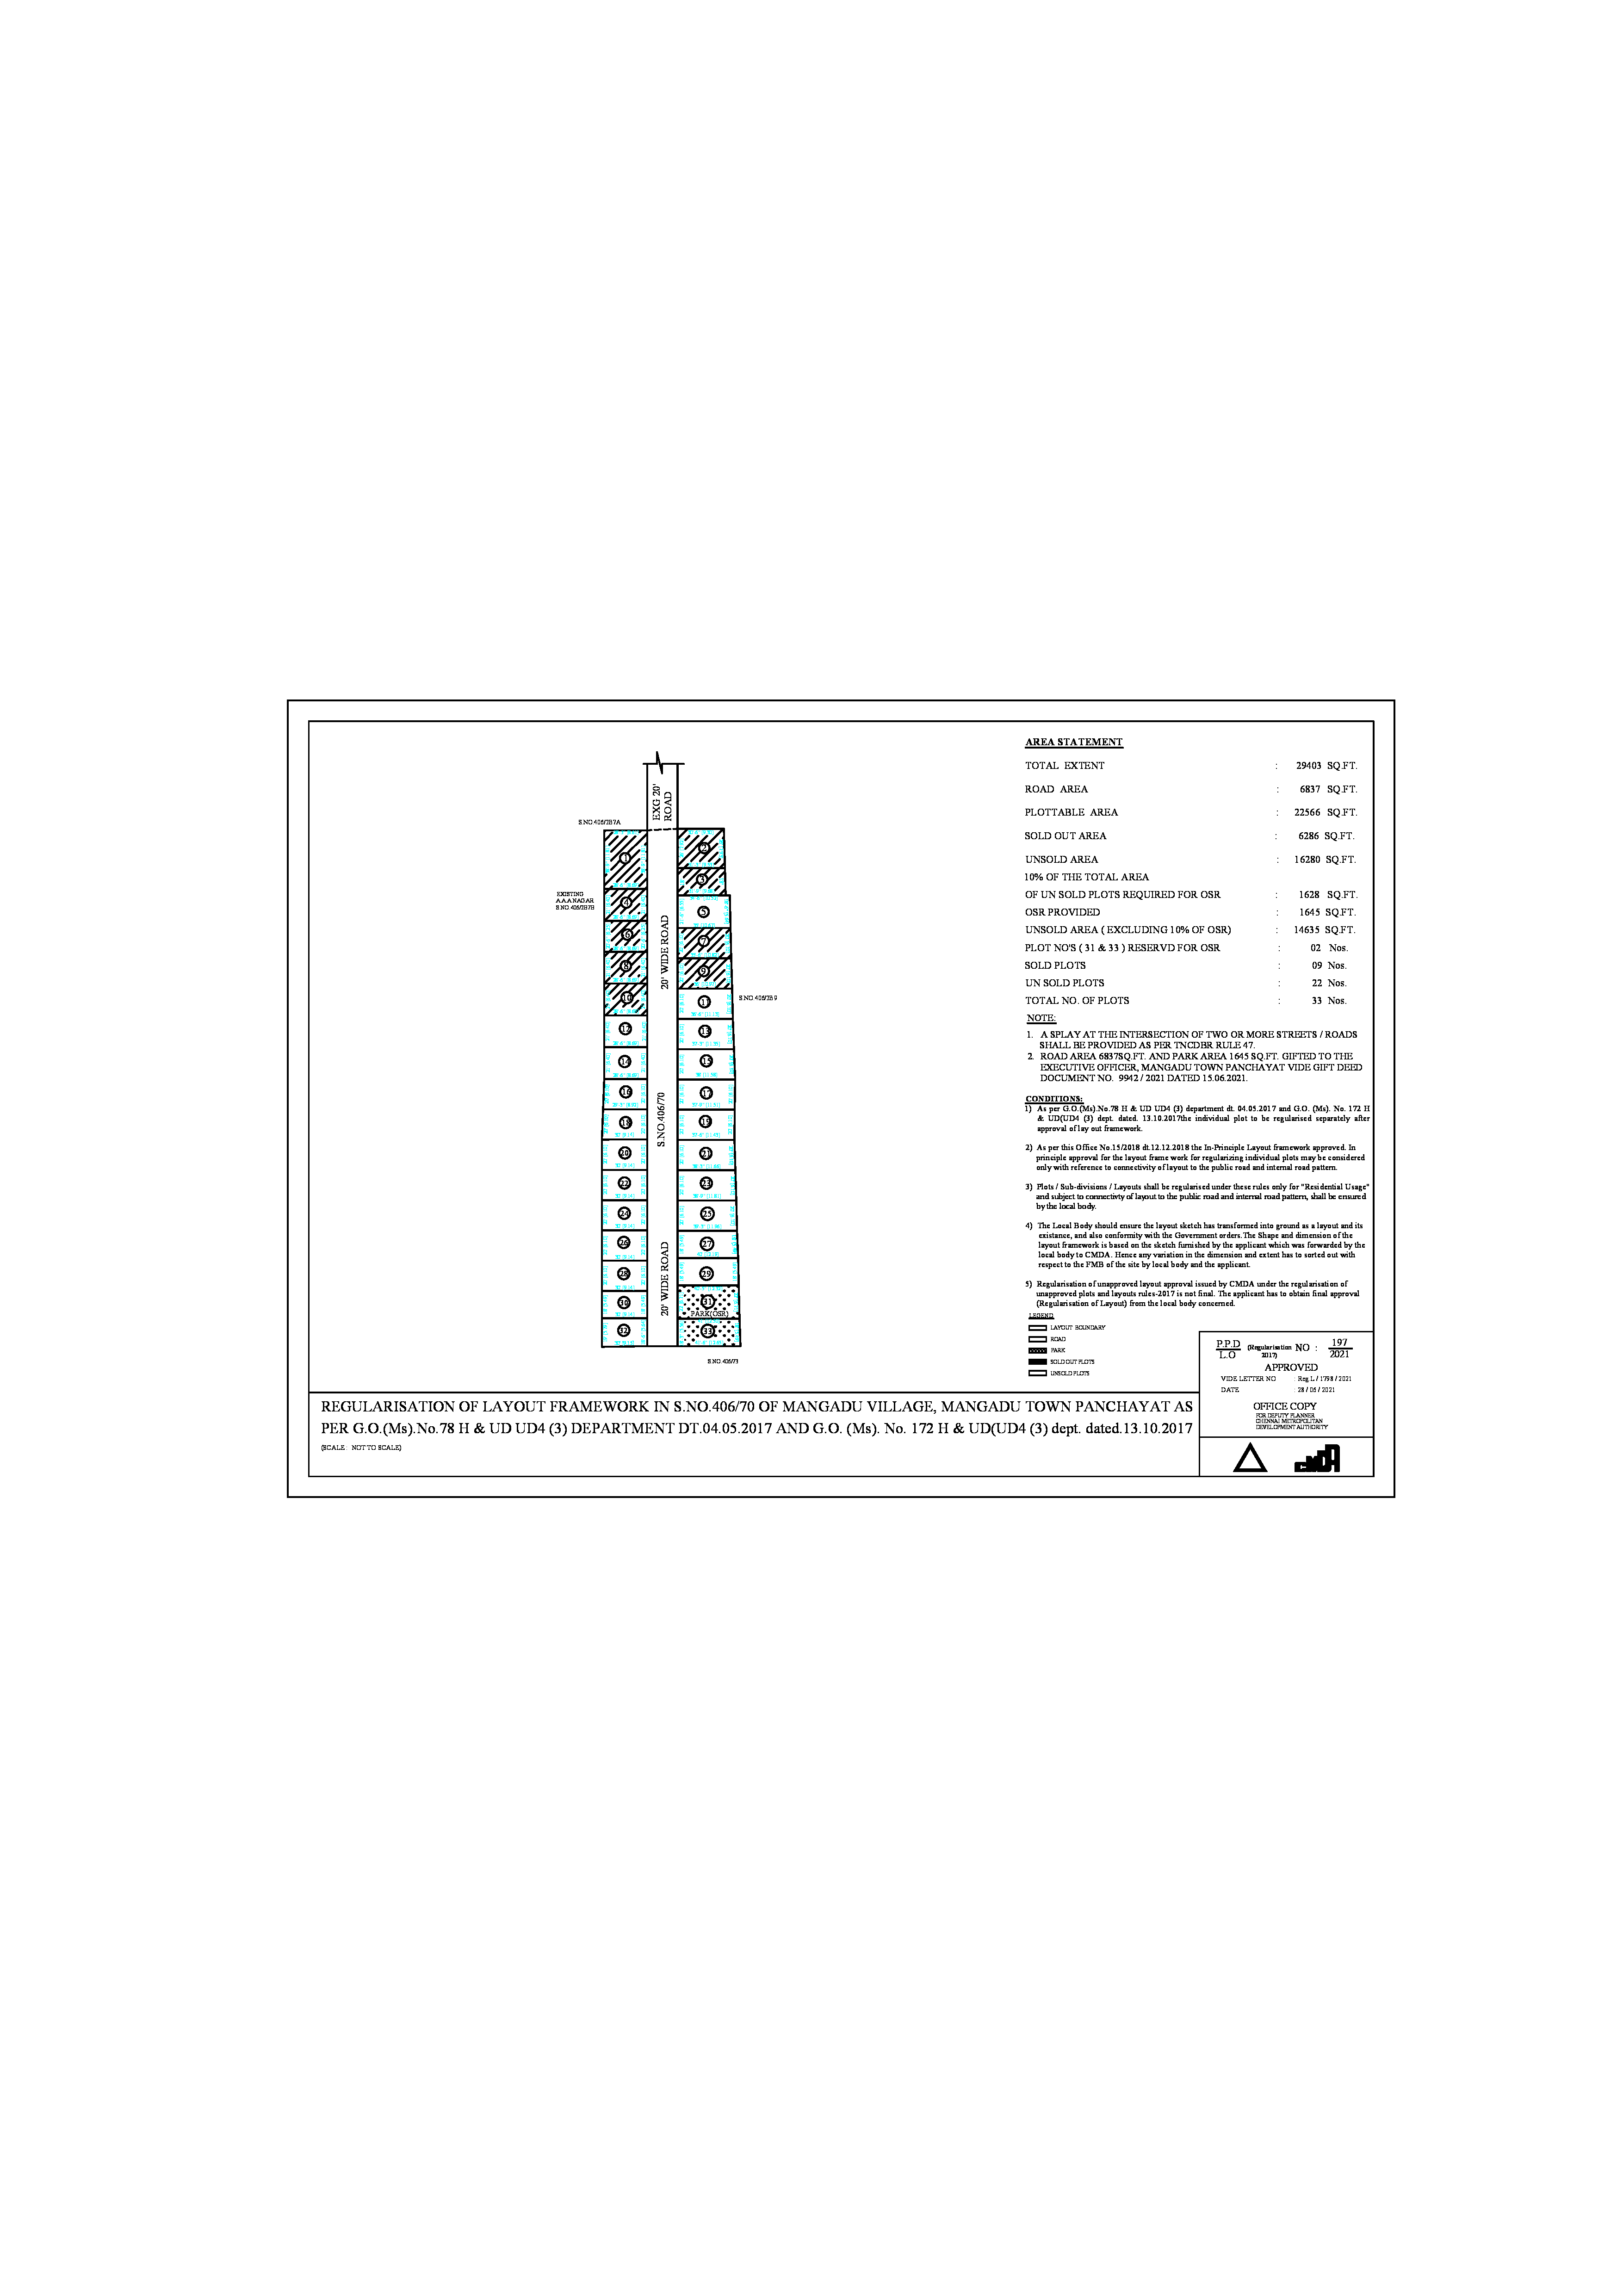 EXG 20'
ROAD
S.NO.406/2B7A
EXISTING
A.A.A NAGAR
S.NO.406/2B7B
20' WIDE ROAD
S.NO.406/70
20' WIDE ROAD
1
2
3
4
5
6
7
8
9
10
11
12
13
14
15
16
17
18
19
20
21
22
23
24
25
26
27
28
29
30
31
PARK(OSR)
32
33
S.NO.406/2B9
S.NO.406/71
AREA STATEMENT
TOTAL EXTENT : 29403 SQ.FT.
ROAD AREA : 6837 SQ.FT.
PLOTTABLE AREA : 22566 SQ.FT.
SOLD OUT AREA : 6286 SQ.FT.
UNSOLD AREA : 16280 SQ.FT.
10% OF THE TOTAL AREA
OF UN SOLD PLOTS REQUIRED FOR OSR : 1628 SQ.FT.
OSR PROVIDED : 1645 SQ.FT.
UNSOLD AREA ( EXCLUDING 10% OF OSR) : 14635 SQ.FT.
PLOT NO'S ( 31 & 33 ) RESERVD FOR OSR : 02 Nos.
SOLD PLOTS : 09 Nos.
UN SOLD PLOTS : 22 Nos.
TOTAL NO. OF PLOTS : 33 Nos.
NOTE:
1. A SPLAY AT THE INTERSECTION OF TWO OR MORE STREETS / ROADS
SHALL BE PROVIDED AS PER TNCDBR RULE 47.
2. ROAD AREA 6837SQ.FT. AND PARK AREA 1645 SQ.FT. GIFTED TO THE
EXECUTIVE OFFICER, MANGADU TOWN PANCHAYAT VIDE GIFT DEED
DOCUMENT NO. 9942 / 2021 DATED 15.06.2021.
CONDITIONS:
1) As per G.O.(Ms).No.78 H & UD UD4 (3) department dt. 04.05.2017 and G.O. (Ms). No. 172 H
& UD(UD4 (3) dept. dated. 13.10.2017the individual plot to be regularised separately after
approval of lay out framework.
2) As per this Office No.15/2018 dt.12.12.2018 the In-Principle Layout framework approved. In
principle approval for the layout frame work for regularizing individual plots may be considered
only with reference to connectivity of layout to the public road and internal road pattern.
3) Plots / Sub-divisions / Layouts shall be regularised under these rules only for "Residential Usage"
and subject to connectivity of layout to the public road and internal road pattern, shall be ensured
by the local body.
4) The Local Body should ensure the layout sketch has transformed into ground as a layout and its
existance, and also conformity with the Government orders.The Shape and dimension of the
layout framework is based on the sketch furnished by the applicant which was forwarded by the
local body to CMDA. Hence any variation in the dimension and extent has to sorted out with
respect to the FMB of the site by local body and the applicant.
5) Regularisation of unapproved layout approval issued by CMDA under the regularisation of
unapproved plots and layouts rules-2017 is not final. The applicant has to obtain final approval
(Regularisation of Layout) from the local body concerned.
LEGEND:
LAYOUT BOUNDARY
ROAD
PARK
SOLD OUT PLOTS
UNSOLD PLOTS
P.P.D
L.O
(Regularisation
2017)
NO :
197
2021
APPROVED
VIDE LETTER NO : Reg.L / 1798 / 2021
DATE : 28 / 06 / 2021
OFFICE COPY
FOR DEPUTY PLANNER
CHENNAI METROPOLITAN
DEVELOPMENT AUTHORITY
CMDA
REGULARISATION OF LAYOUT FRAMEWORK IN S.NO.406/70 OF MANGADU VILLAGE, MANGADU TOWN PANCHAYAT AS
PER G.O.(Ms).No.78 H & UD UD4 (3) DEPARTMENT DT.04.05.2017 AND G.O. (Ms). No. 172 H & UD(UD4 (3) dept. dated.13.10.2017
(SCALE: NOT TO SCALE)